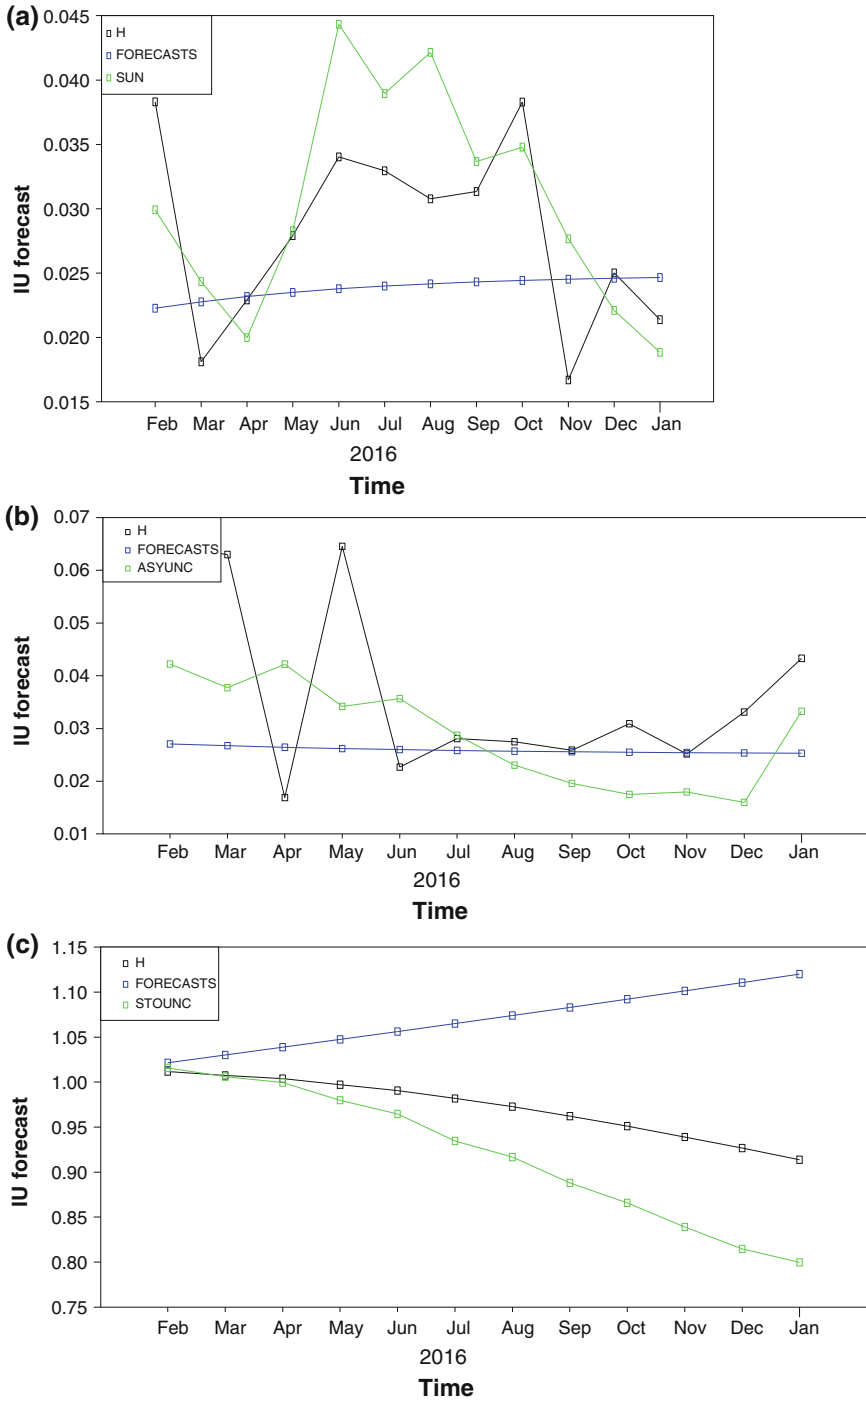 (a)
0.045
0.040
0.035
0.030
0.025
0.020
0.015
IU forecast
H
FORECASTS
SUN
Feb Mar Apr May Jun Jul Aug Sep Oct Nov Dec Jan
2016
Time
(b)
0.07
0.06
0.05
0.04
0.03
0.02
0.01
IU forecast
H
FORECASTS
ASYUNC
Feb Mar Apr May Jun Jul Aug Sep Oct Nov Dec Jan
2016
Time
(c)
1.15
1.10
1.05
1.00
0.95
0.90
0.85
0.80
0.75
IU forecast
H
FORECASTS
STOUNC
Feb Mar Apr May Jun Jul Aug Sep Oct Nov Dec Jan
2016
Time